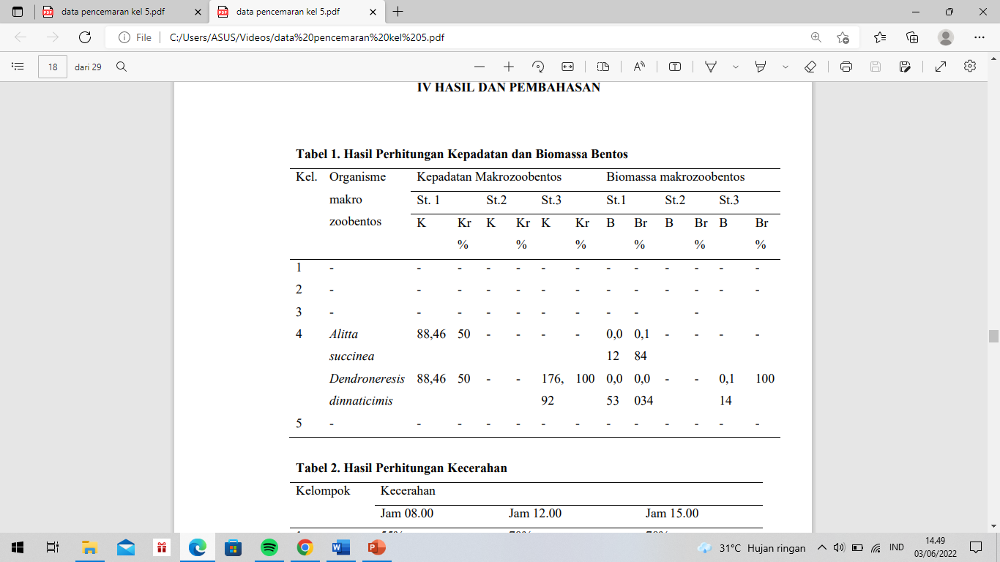 data pencemaran kel 5.pdf
data pencemaran kel 5.pdf
File
C:/Users/ASUS/Videos/data%20pencemaran%20kel%205.pdf
18 dari 29
IV HASIL DAN PEMBAHASAN
Tabel 1. Hasil Perhitungan Kepadatan dan Biomassa Bentos
Kel. Organisme Kepadatan Makrozoobentos Biomassa makrozoobentos
makro St. 1 St.2 St.3 St.1 St.2 St.3
zoobentos K Kr K Kr K Kr B Br B Br B Br
% % % % % %
1 - - - - - - - - - - - - -
2 - - - - - - - - - - - - -
3 - - - - - - - - - -
4 Alitta 88,46 50 - - - - 0,0 0,1 - - - -
succinea 12 84
Dendroneresis 88,46 50 - - 176, 100 0,0 0,0 - - 0,1 100
dinnaticimis 92 53 034 14
5 - - - - - - - - - - - - -
Tabel 2. Hasil Perhitungan Kecerahan
Kelompok Kecerahan
Jam 08.00 Jam 12.00 Jam 15.00
31°C Hujan ringan
IND
14.49
03/06/2022